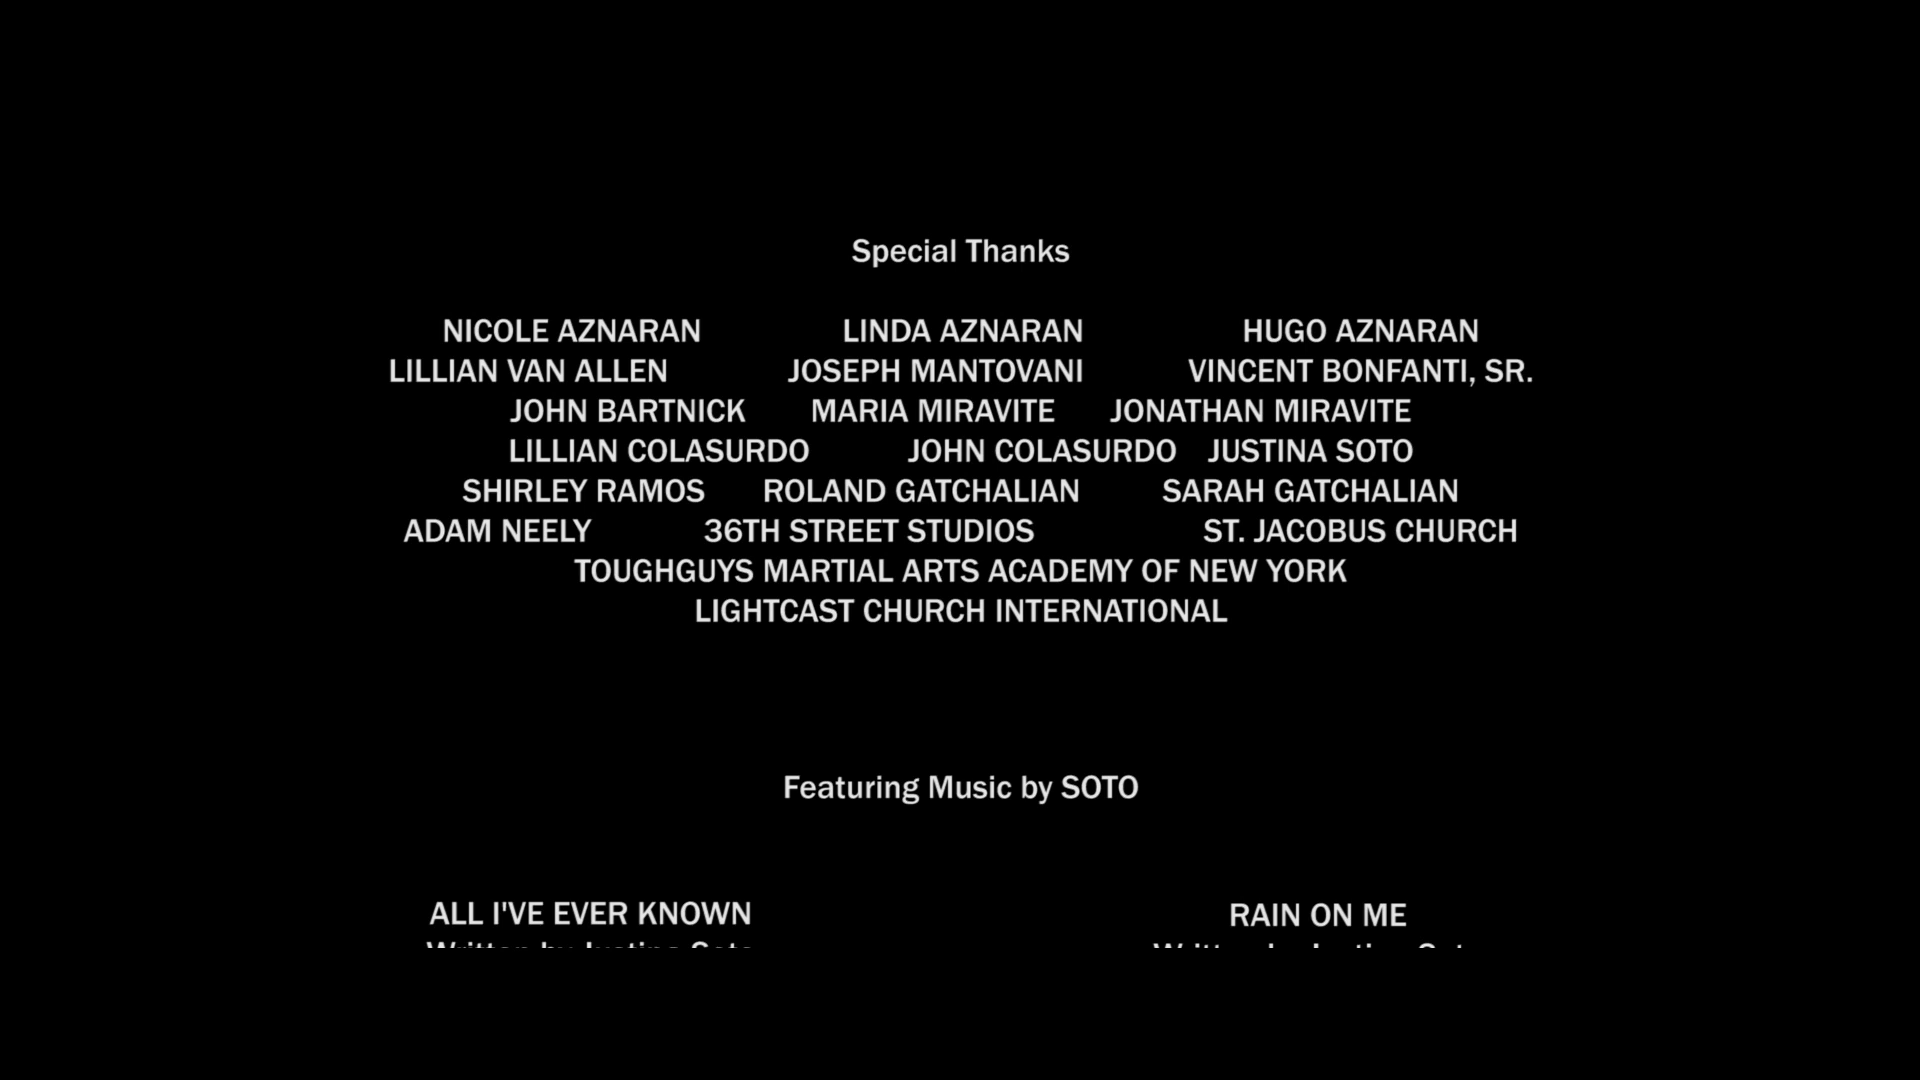 Special Thanks
NICOLE AZNARAN LINDA AZNARAN HUGO AZNARAN
LILLIAN VAN ALLEN JOSEPH MANTOVANI VINCENT BONFANTI, SR.
JOHN BARTNICK MARIA MIRAVITE JONATHAN MIRAVITE
LILLIAN COLASURDO JOHN COLASURDO JUSTINA SOTO
SHIRLEY RAMOS ROLAND GATCHALIAN SARAH GATCHALIAN
ADAM NEELY 36TH STREET STUDIOS ST. JACOBUS CHURCH
TOUGHGUYS MARTIAL ARTS ACADEMY OF NEW YORK
LIGHTCAST CHURCH INTERNATIONAL
Featuring Music by SOTO
ALL I'VE EVER KNOWN RAIN ON ME